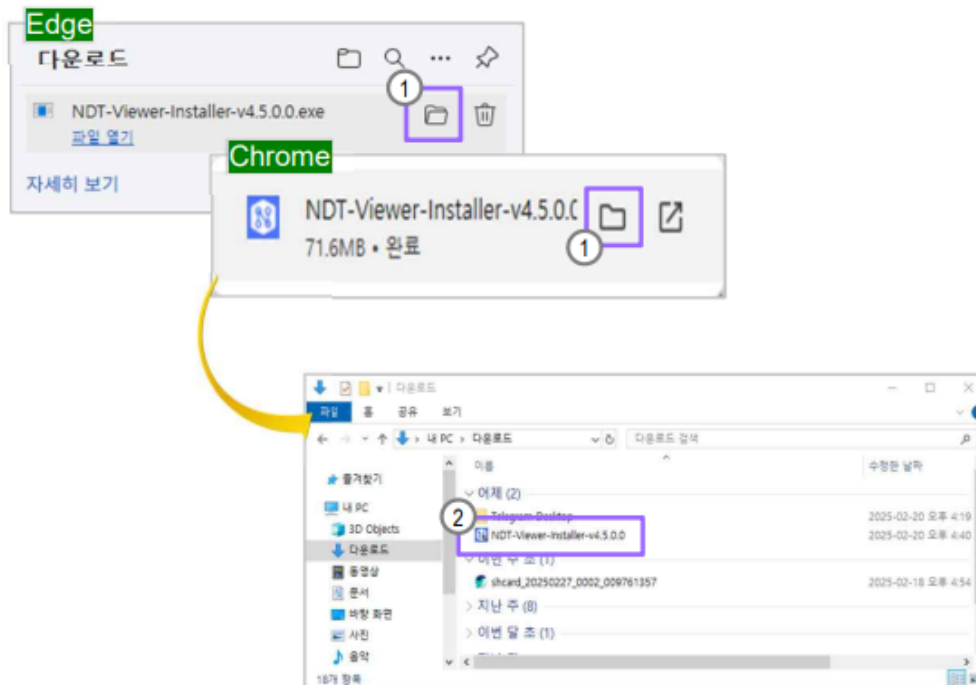 Edge
다운로드
1
NDT-Viewer-Installer-v4.5.0.0.exe
파일 열기
자세히 보기
Chrome
NDT-Viewer-Installer-v4.5.0.0
71.6MB • 완료
1
다운로드
파일 홈 공유 보기
내 PC 다운로드 다운로드 검색
이름 수정한 날짜
즐겨찾기
내 PC
3D Objects
다운로드
동영상
문서
바탕 화면
사진
음악
어제 (2)
2
Telegram Desktop 2025-02-20 오후 4:19
NDT-Viewer-Installer-v4.5.0.0 2025-02-20 오후 4:40
이번 주 초 (1)
shcard_20250227_0002_009761357 2025-02-18 오후 4:54
지난 주 (8)
이번 달 초 (1)
18개 항목